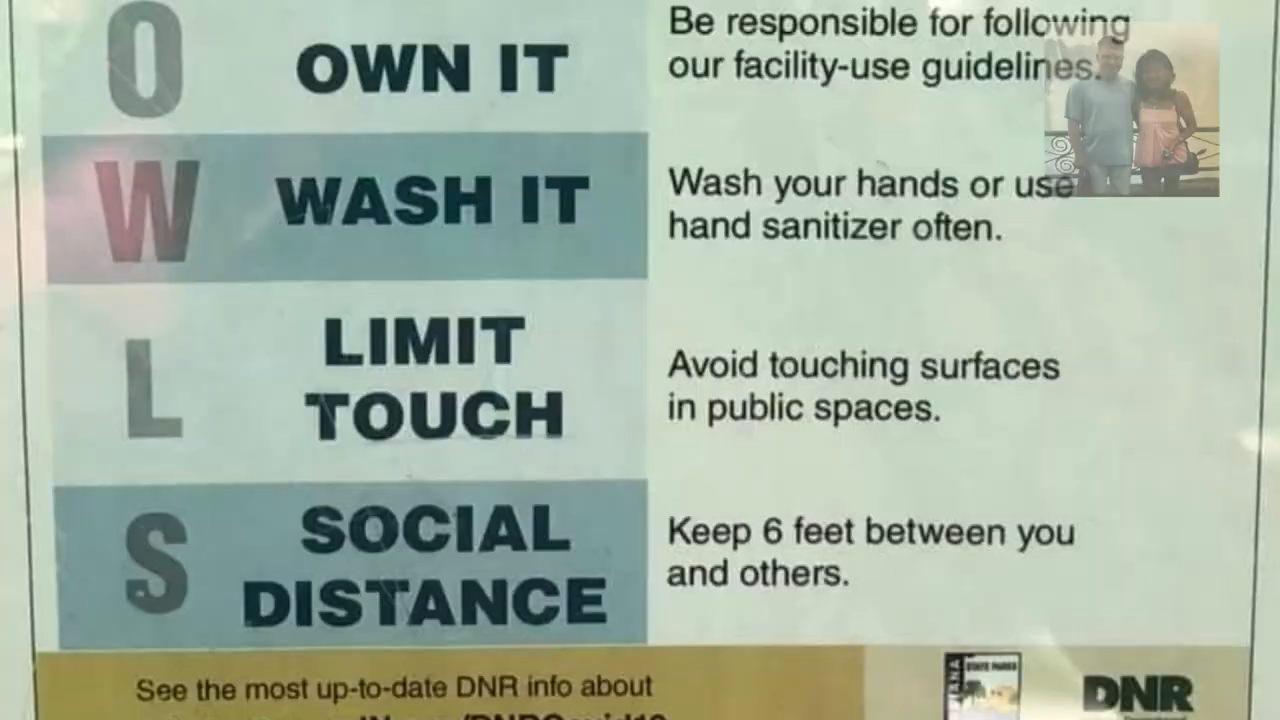 O
OWN IT
Be responsible for following
our facility-use guidelines.
W
WASH IT
Wash your hands or use
hand sanitizer often.
L
LIMIT
TOUCH
Avoid touching surfaces
in public spaces.
S
SOCIAL
DISTANCE
Keep 6 feet between you
and others.
See the most up-to-date DNR info about
STATE PARKS
DNR